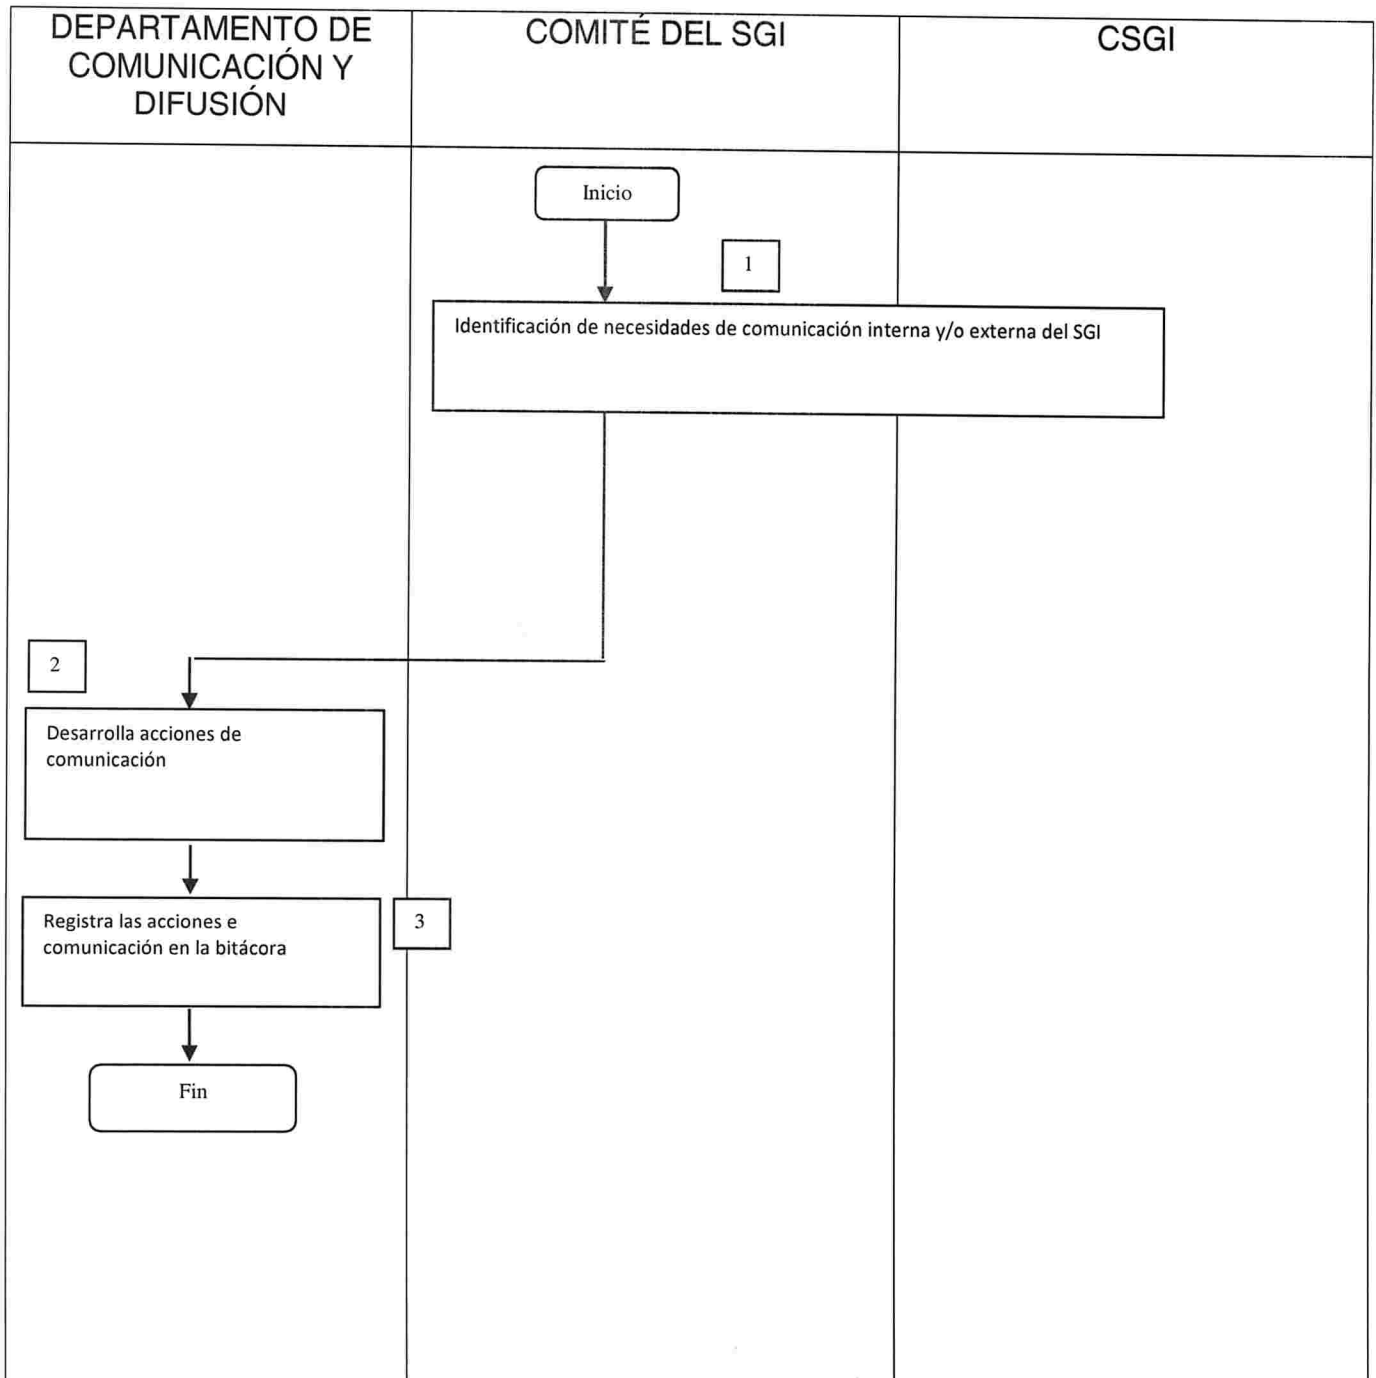 DEPARTAMENTO DE
COMUNICACIÓN Y
DIFUSIÓN
COMITÉ DEL SGI
CSGI
Inicio
1
Identificación de necesidades de comunicación interna y/o externa del SGI
2
Desarrolla acciones de
comunicación
Registra las acciones e
comunicación en la bitácora
3
Fin